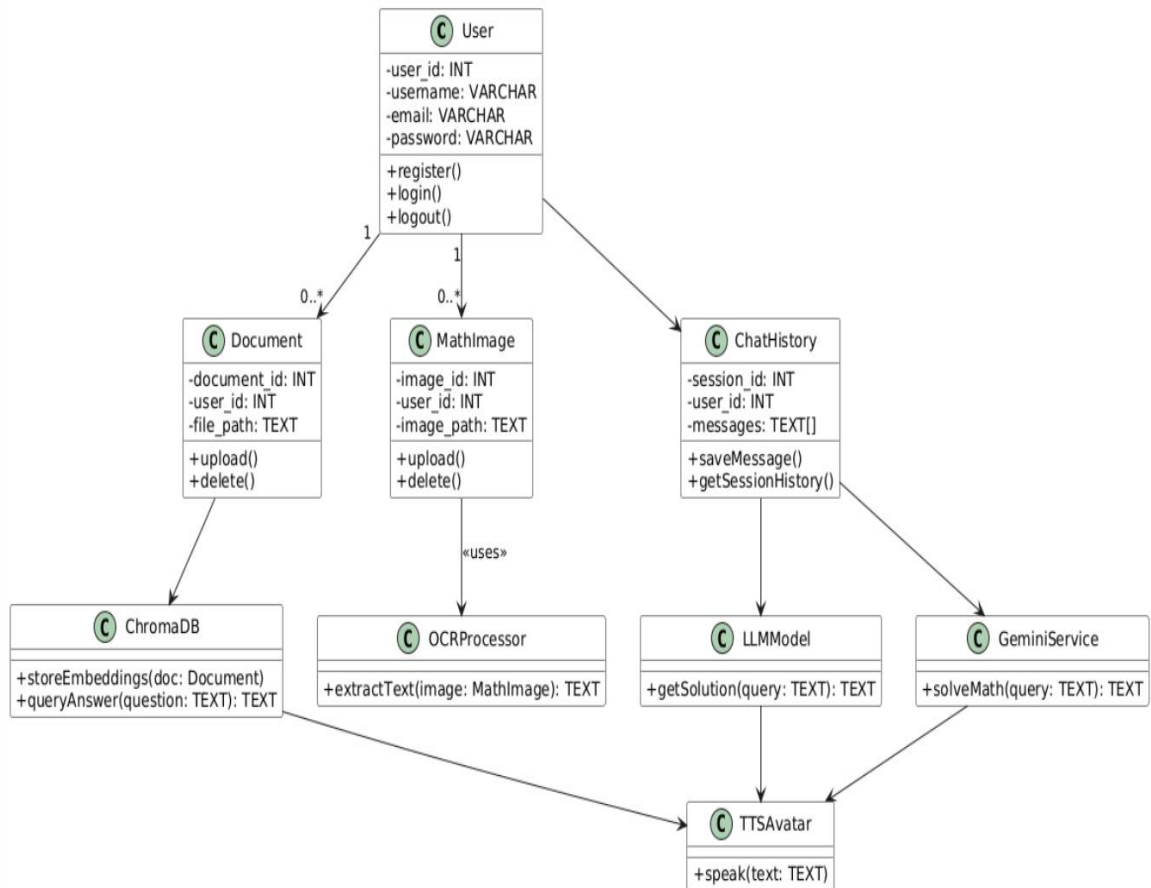 C User
-user_id: INT
-username: VARCHAR
-email: VARCHAR
-password: VARCHAR
+register()
+login()
+logout()
1
1
0..*
0..*
C Document
-document_id: INT
-user_id: INT
-file_path: TEXT
+upload()
+delete()
C MathImage
-image_id: INT
-user_id: INT
-image_path: TEXT
+upload()
+delete()
C ChatHistory
-session_id: INT
-user_id: INT
-messages: TEXT[]
+saveMessage()
+getSessionHistory()
«uses»
C ChromaDB
+storeEmbeddings(doc: Document)
+queryAnswer(question: TEXT): TEXT
C OCRProcessor
+extractText(image: MathImage): TEXT
C LLMModel
+getSolution(query: TEXT): TEXT
C GeminiService
+solveMath(query: TEXT): TEXT
C TTSAvatar
+speak(text: TEXT)